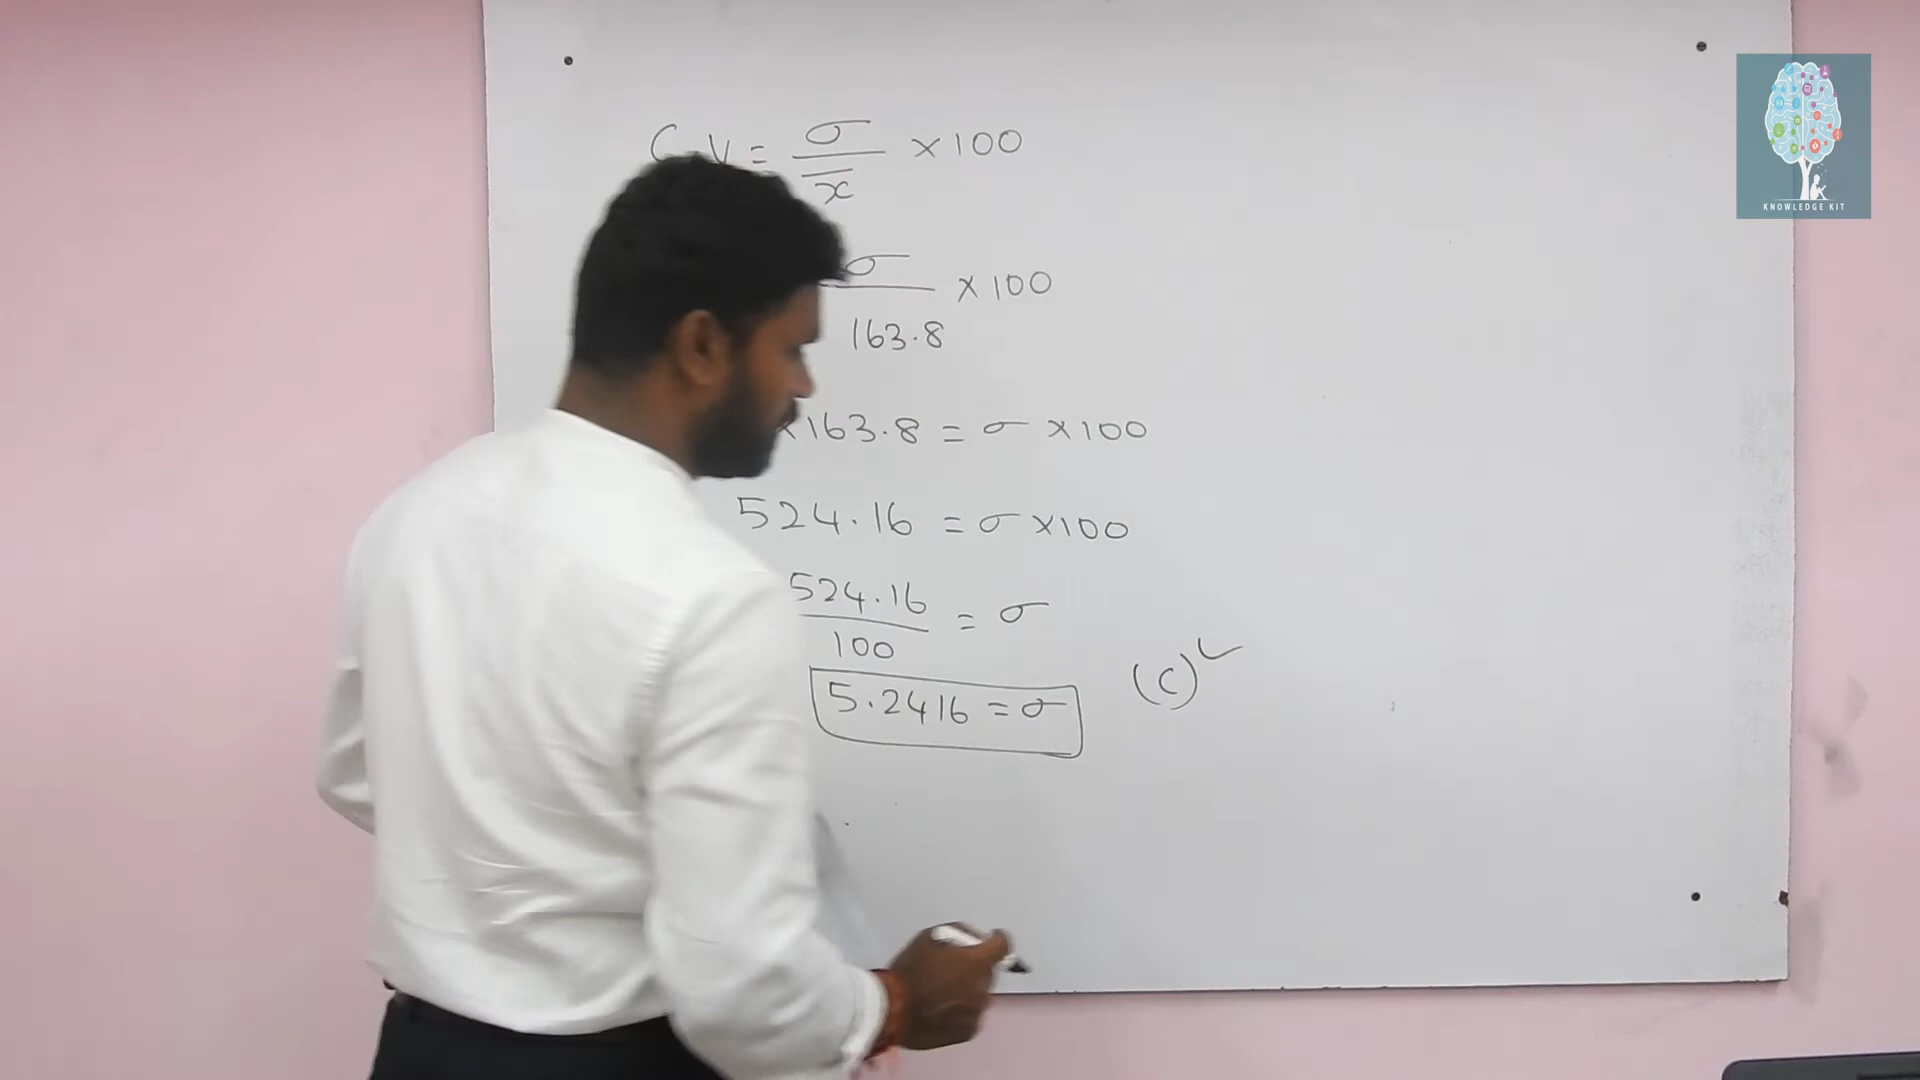 C.V = σ / x̄ × 100
σ / 163.8 × 100
×163.8 = σ ×100
524.16 = σ ×100
524.16 / 100 = σ
5.2416 = σ (C) ✓
KNOWLEDGE KIT